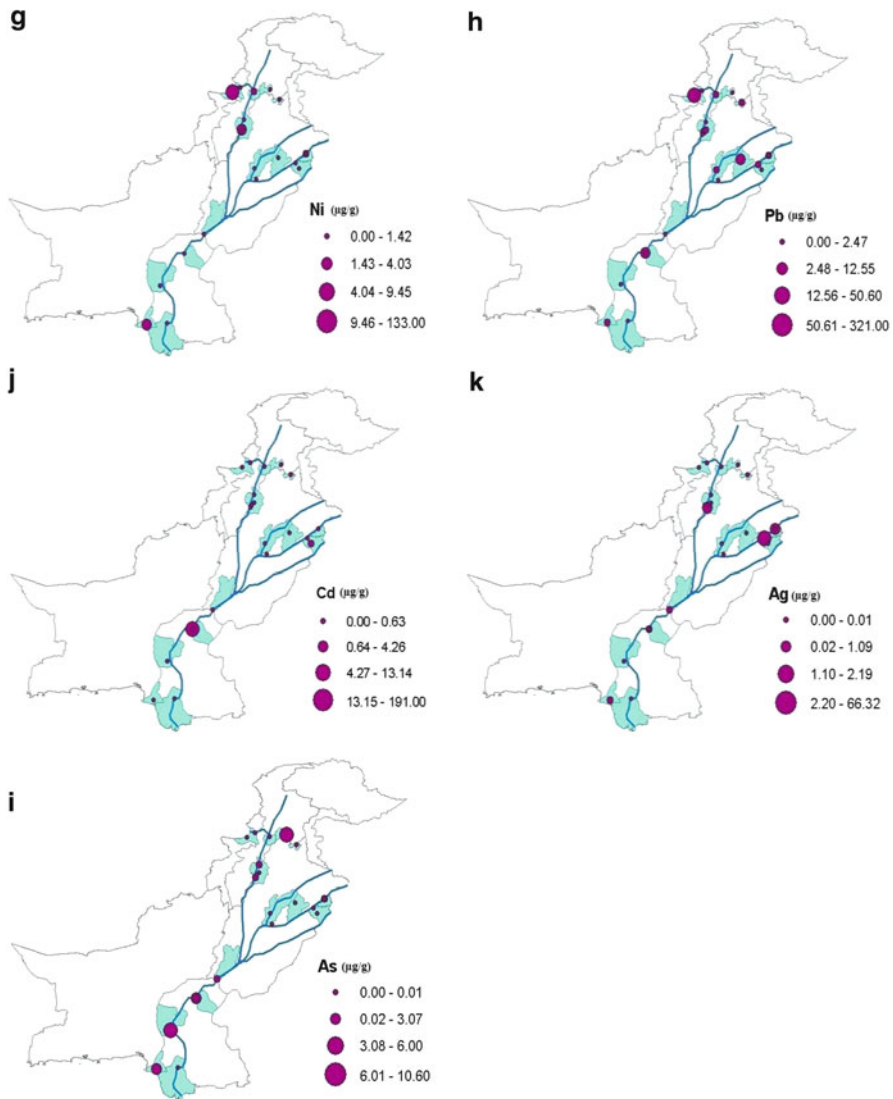 g
Ni (µg/g)
0.00 - 1.42
1.43 - 4.03
4.04 - 9.45
9.46 - 133.00
h
Pb (µg/g)
0.00 - 2.47
2.48 - 12.55
12.56 - 50.60
50.61 - 321.00
j
Cd (µg/g)
0.00 - 0.63
0.64 - 4.26
4.27 - 13.14
13.15 - 191.00
k
Ag (µg/g)
0.00 - 0.01
0.02 - 1.09
1.10 - 2.19
2.20 - 66.32
i
As (µg/g)
0.00 - 0.01
0.02 - 3.07
3.08 - 6.00
6.01 - 10.60